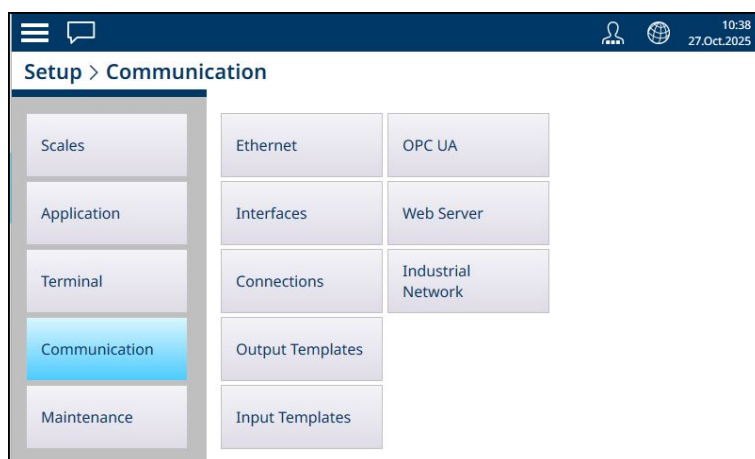 10:38
27.Oct.2025
Setup > Communication
Scales
Application
Terminal
Communication
Maintenance
Ethernet
Interfaces
Connections
Output Templates
Input Templates
OPC UA
Web Server
Industrial
Network